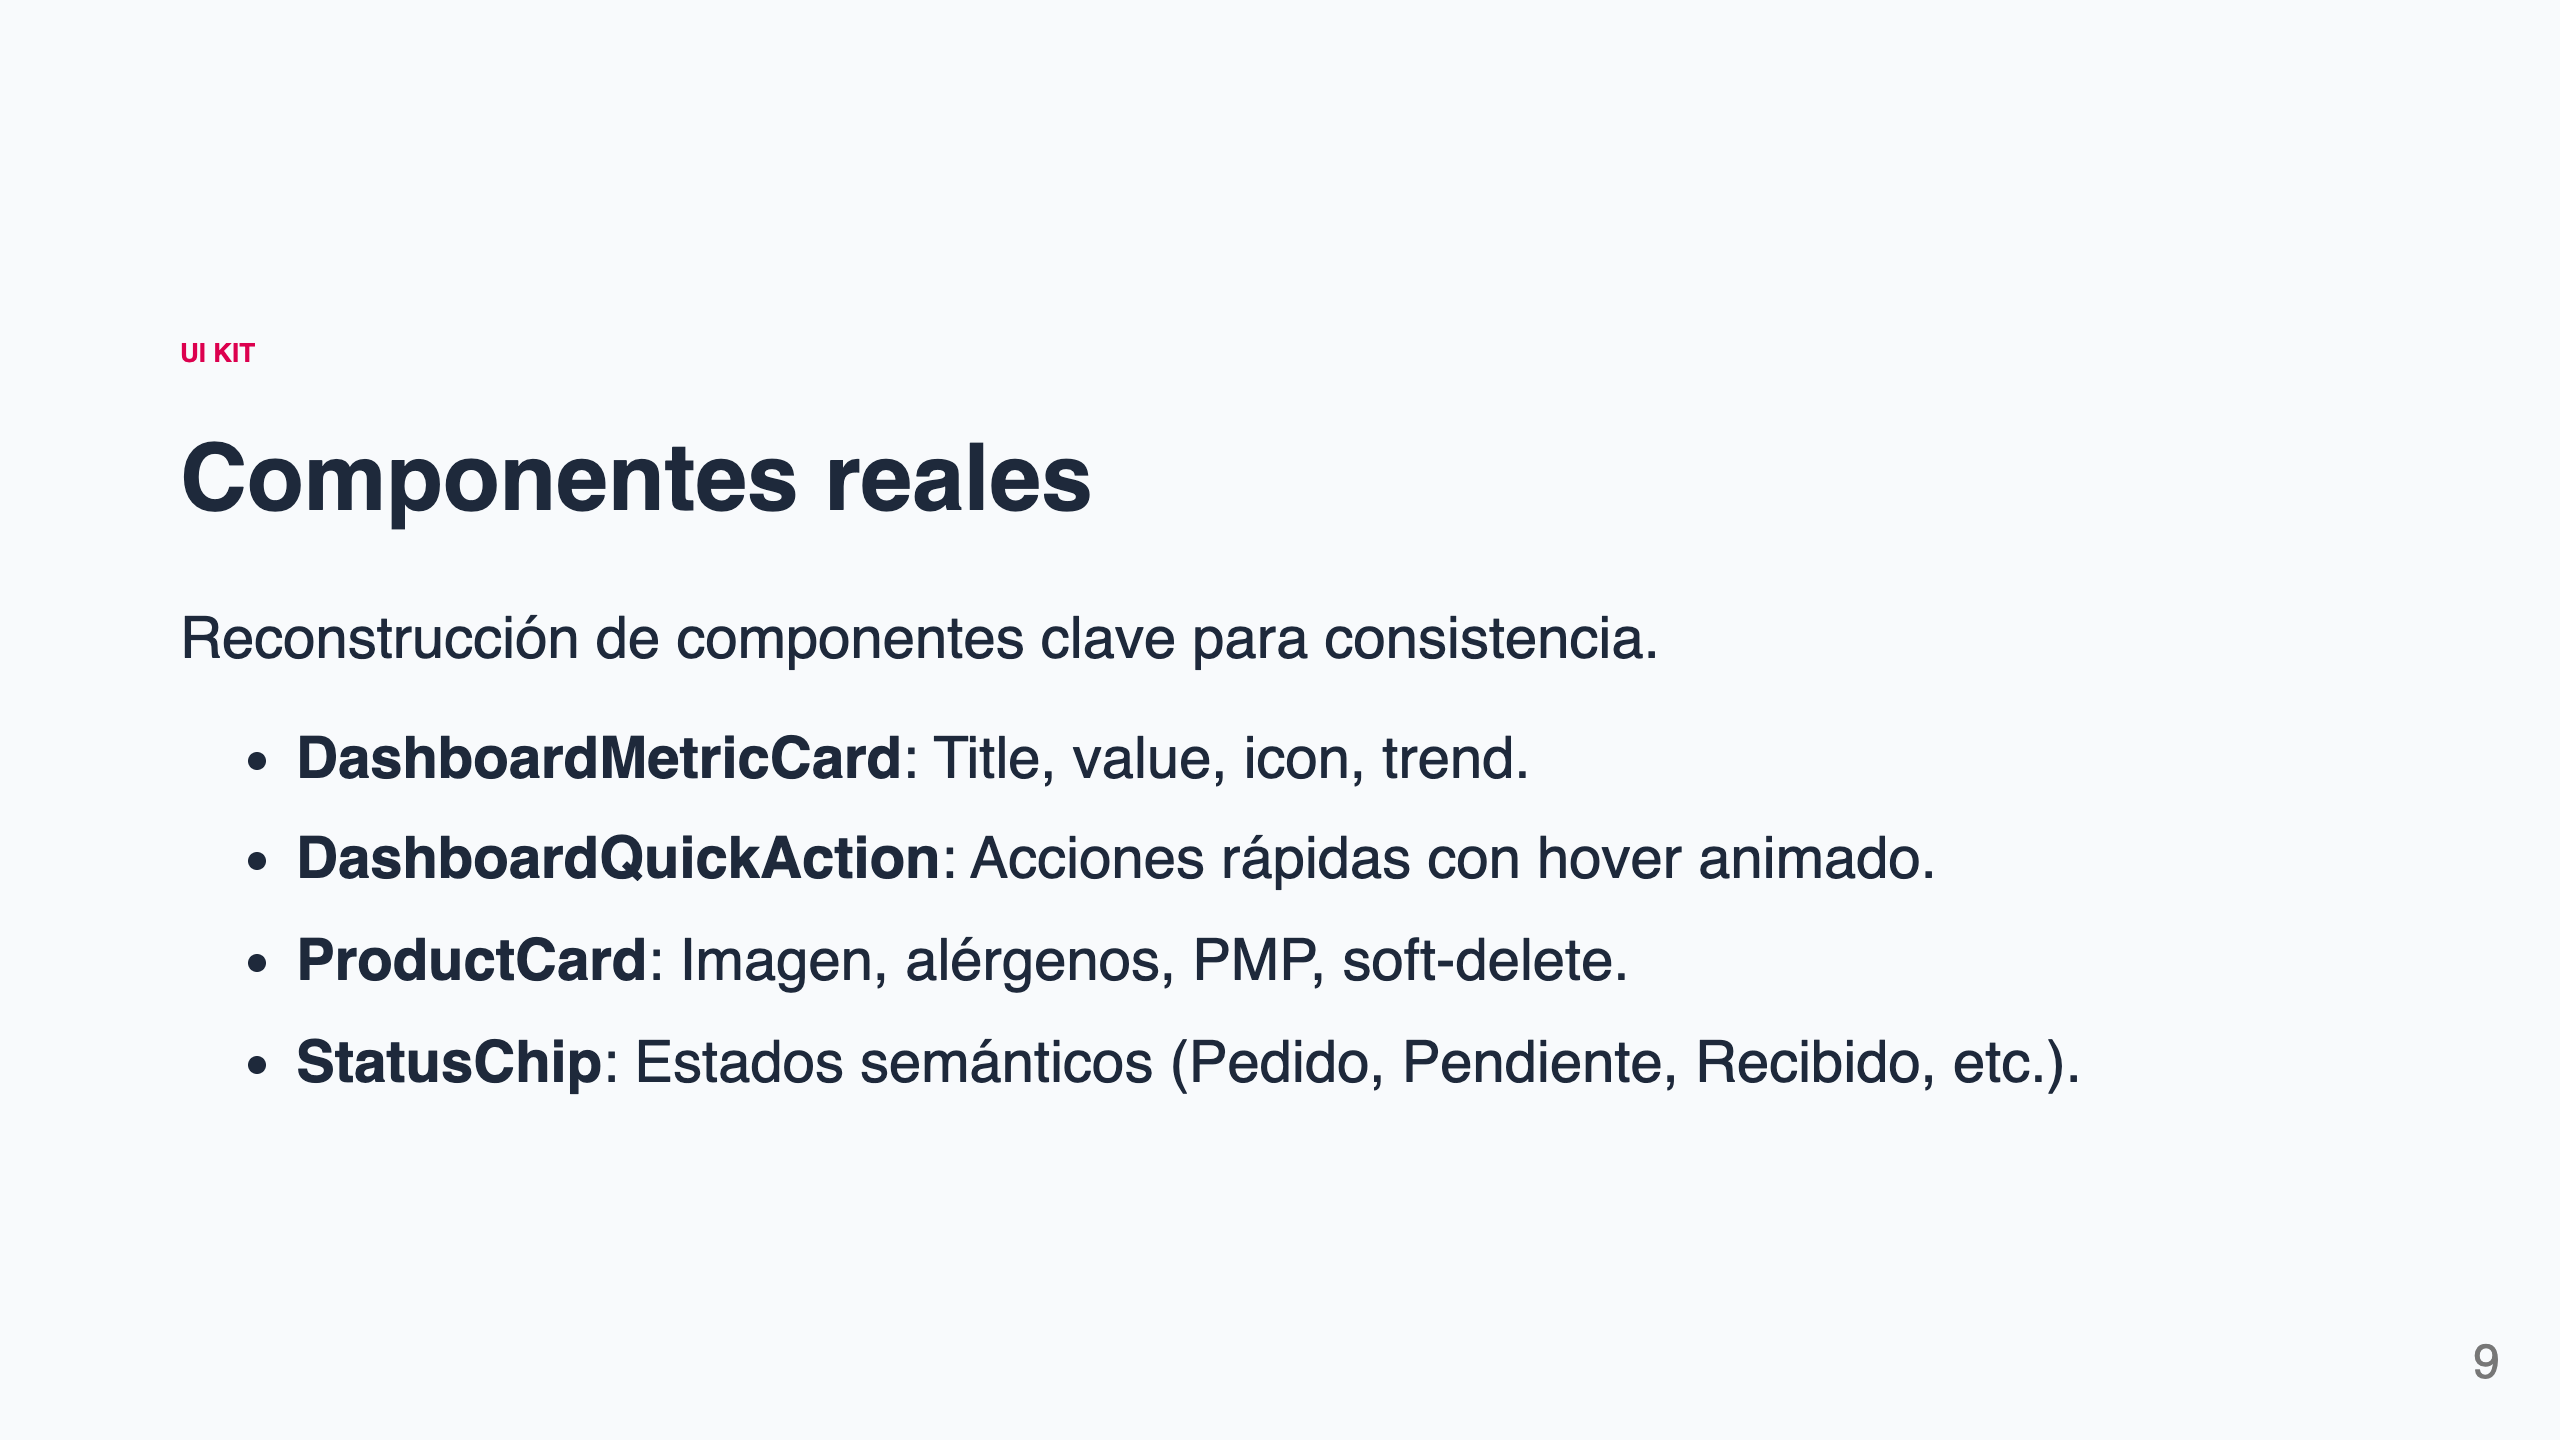 UI KIT
Componentes reales
Reconstrucción de componentes clave para consistencia.
• DashboardMetricCard: Title, value, icon, trend.
• DashboardQuickAction: Acciones rápidas con hover animado.
• ProductCard: Imagen, alérgenos, PMP, soft-delete.
• StatusChip: Estados semánticos (Pedido, Pendiente, Recibido, etc.).
9